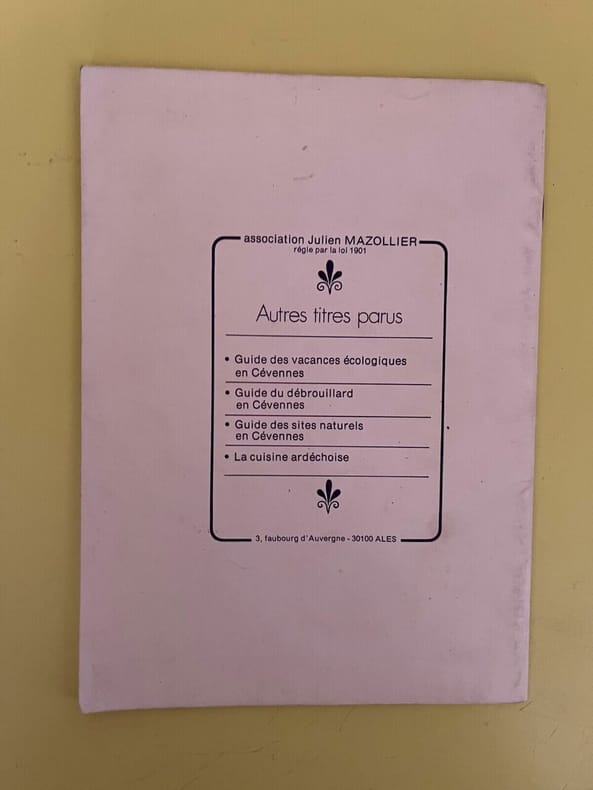 association Julien MAZOLLIER
régie par la loi 1901
Autres titres parus
• Guide des vacances écologiques
en Cévennes
• Guide du débrouillard
en Cévennes
• Guide des sites naturels
en Cévennes
• La cuisine ardéchoise
3, faubourg d'Auvergne - 30100 ALES